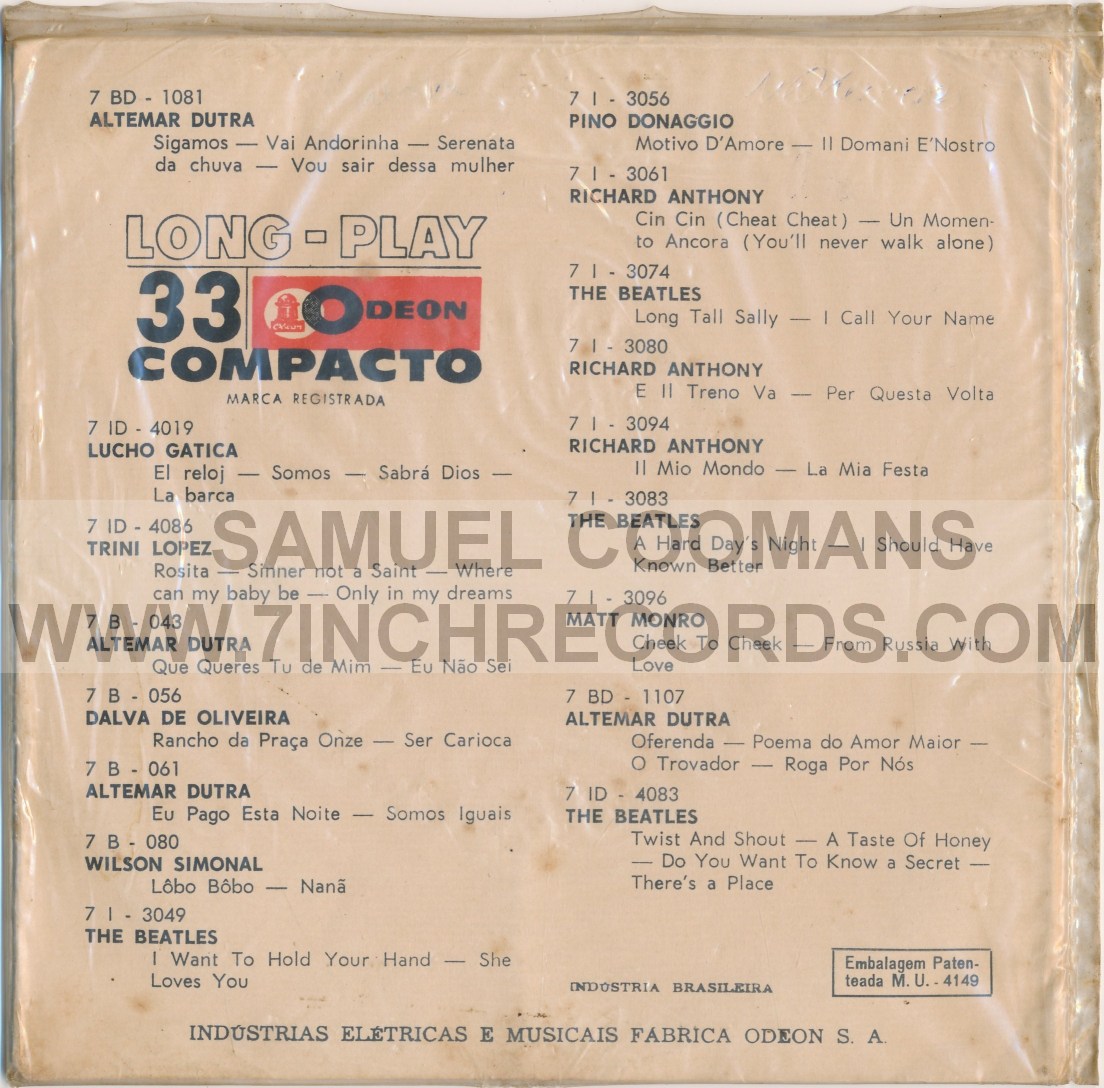 7 BD - 1081
ALTEMAR DUTRA
Sigamos — Vai Andorinha — Serenata
da chuva — Vou sair dessa mulher
LONG-PLAY
33 ODEON
Odeon
COMPACTO
MARCA REGISTRADA
7 ID - 4019
LUCHO GATICA
El reloj — Somos — Sabrá Dios —
La barca
7 ID - 4086
TRINI LOPEZ
Rosita — Sinner not a Saint — Where
can my baby be — Only in my dreams
7 B - 043
ALTEMAR DUTRA
Que Queres Tu de Mim — Eu Não Sei
7 B - 056
DALVA DE OLIVEIRA
Rancho da Praça Onze — Ser Carioca
7 B - 061
ALTEMAR DUTRA
Eu Pago Esta Noite — Somos Iguais
7 B - 080
WILSON SIMONAL
Lôbo Bôbo — Nanã
7 I - 3049
THE BEATLES
I Want To Hold Your Hand — She
Loves You
7 I - 3056
PINO DONAGGIO
Motivo D'Amore — Il Domani E'Nostro
7 I - 3061
RICHARD ANTHONY
Cin Cin (Cheat Cheat) — Un Momen-
to Ancora (You'll never walk alone)
7 I - 3074
THE BEATLES
Long Tall Sally — I Call Your Name
7 I - 3080
RICHARD ANTHONY
E Il Treno Va — Per Questa Volta
7 I - 3094
RICHARD ANTHONY
Il Mio Mondo — La Mia Festa
7 I - 3083
THE BEATLES
A Hard Day's Night — I Should Have
Known Better
7 I - 3096
MATT MONRO
Cheek To Cheek — From Russia With
Love
7 BD - 1107
ALTEMAR DUTRA
Oferenda — Poema do Amor Maior —
O Trovador — Roga Por Nós
7 ID - 4083
THE BEATLES
Twist And Shout — A Taste Of Honey
— Do You Want To Know a Secret —
There's a Place
INDÚSTRIA BRASILEIRA
Embalagem Paten-
teada M. U. - 4149
INDÚSTRIAS ELÉTRICAS E MUSICAIS FÁBRICA ODEON S. A.
SAMUEL COOMANS
WWW.7INCHRECORDS.COM